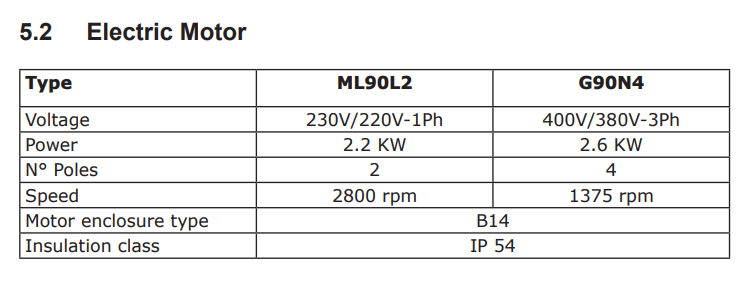 5.2 Electric Motor
Type ML90L2 G90N4
Voltage 230V/220V-1Ph 400V/380V-3Ph
Power 2.2 KW 2.6 KW
N° Poles 2 4
Speed 2800 rpm 1375 rpm
Motor enclosure type B14
Insulation class IP 54